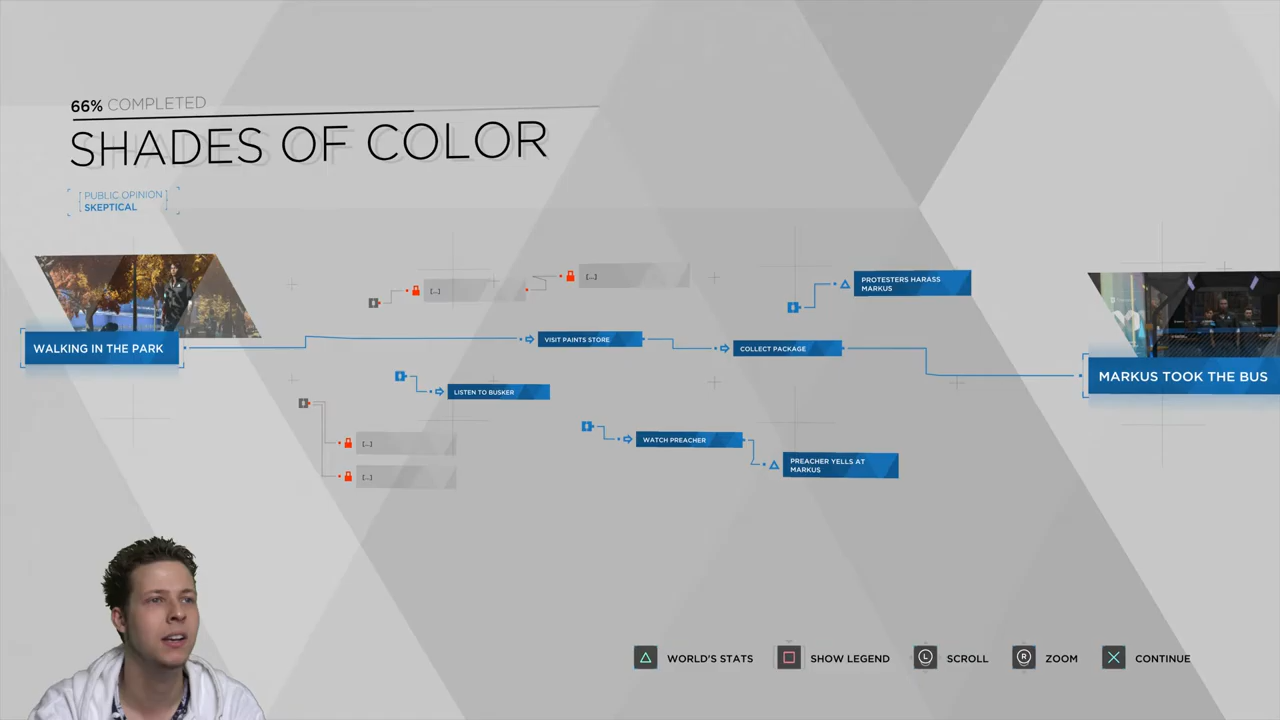 66% COMPLETED
SHADES OF COLOR
PUBLIC OPINION
SKEPTICAL
[...]
[...]
PROTESTERS HARASS
MARKUS
WALKING IN THE PARK
VISIT PAINTS STORE
COLLECT PACKAGE
MARKUS TOOK THE BUS
LISTEN TO BUSKER
[...]
WATCH PREACHER
PREACHER YELLS AT
MARKUS
[...]
WORLD'S STATS
SHOW LEGEND
L
SCROLL
R
ZOOM
CONTINUE